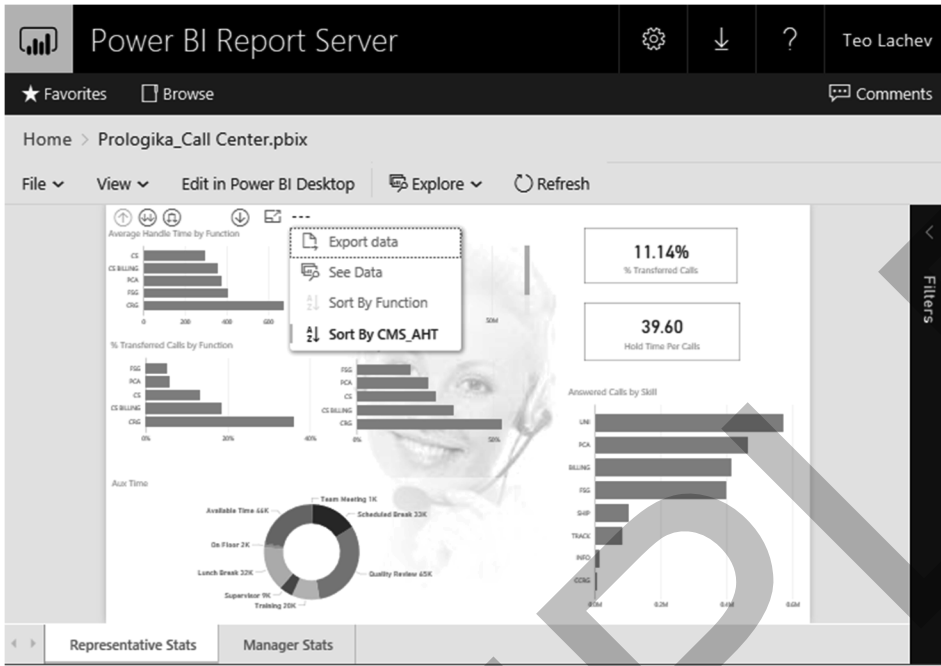 Power BI Report Server
Teo Lachev
Favorites Browse Comments
Home > Prologika_Call Center.pbix
File View Edit in Power BI Desktop Explore Refresh
Average Handle Time by Function
CS
CS BILLING
PCA
FSG
CRG
0 200 400 600
Export data
See Data
Sort By Function
Sort By CMS_AHT
50M
11.14%
% Transferred Calls
39.60
Hold Time Per Calls
Filters
% Transferred Calls by Function
FSG
PCA
CS
CS BILLING
CRG
0% 20% 40%
FSG
PCA
CS
CS BILLING
CRG
0% 50%
Answered Calls by Skill
UNI
PCA
BILLING
FSG
SHIP
TRACK
INFO
CCRG
0.0M 0.2M 0.4M 0.6M
Aux Time
Team Meeting 1K
Available Time 44K
Scheduled Break 33K
On Floor 2K
Lunch Break 32K
Quality Review 65K
Supervisor 9K
Training 20K
Representative Stats Manager Stats